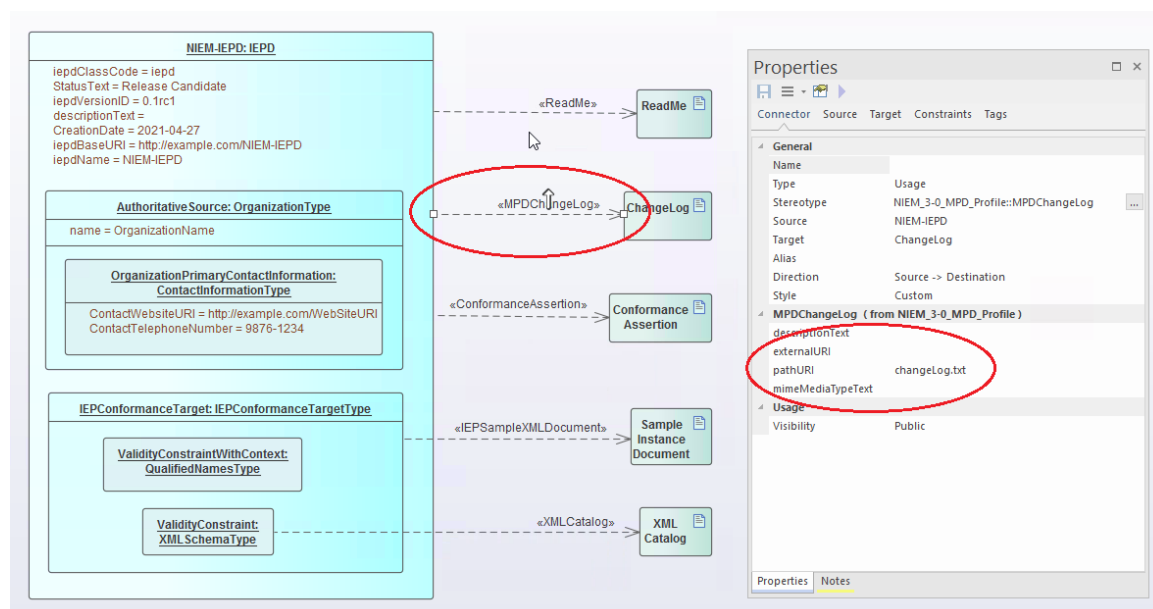 NIEM-IEPD: IEPD
iepdClassCode = iepd
StatusText = Release Candidate
iepdVersionID = 0.1rc1
descriptionText =
CreationDate = 2021-04-27
iepdBaseURI = http://example.com/NIEM-IEPD
iepdName = NIEM-IEPD
AuthoritativeSource: OrganizationType
name = OrganizationName
OrganizationPrimaryContactInformation:
ContactInformationType
ContactWebsiteURI = http://example.com/WebSiteURI
ContactTelephoneNumber = 9876-1234
IEPConformanceTarget: IEPConformanceTargetType
ValidityConstraintWithContext:
QualifiedNamesType
ValidityConstraint:
XMLSchemaType
«ReadMe»
ReadMe
«MPDChangeLog»
ChangeLog
«ConformanceAssertion»
Conformance
Assertion
«IEPSampleXMLDocument»
Sample
Instance
Document
«XMLCatalog»
XML
Catalog
Properties
Connector Source Target Constraints Tags
General
Name
Type Usage
Stereotype NIEM_3-0_MPD_Profile::MPDChangeLog ...
Source NIEM-IEPD
Target ChangeLog
Alias
Direction Source -> Destination
Style Custom
MPDChangeLog ( from NIEM_3-0_MPD_Profile )
descriptionText
externalURI
pathURI changeLog.txt
mimeMediaTypeText
Usage
Visibility Public
Properties Notes